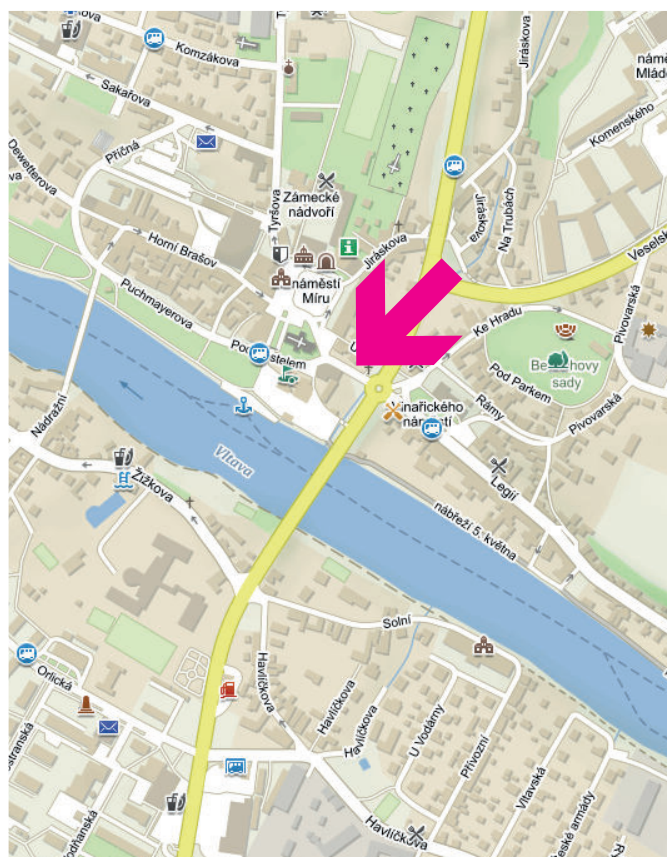 Komzákova
Sakařova
Příčná
Dewetterova
Tyršova
Jiráskova
Komenského
Zámecké
nádvoří
Jiráskova
Jiráskova
Na Trubách
Horní Brašov
náměstí
Míru
Puchmayerova
Ke Hradu
Pivovarská
Pod Parkem
sady
Rámy
Pivovarská
Nádražní
Vltava
Žižkova
Legií
nábřeží 5. května
Solní
Orlická
Havlíčkova
Havlíčkova
Havlíčkova
U Vodárny
Přívozní
Vltavská
Havlíčkova